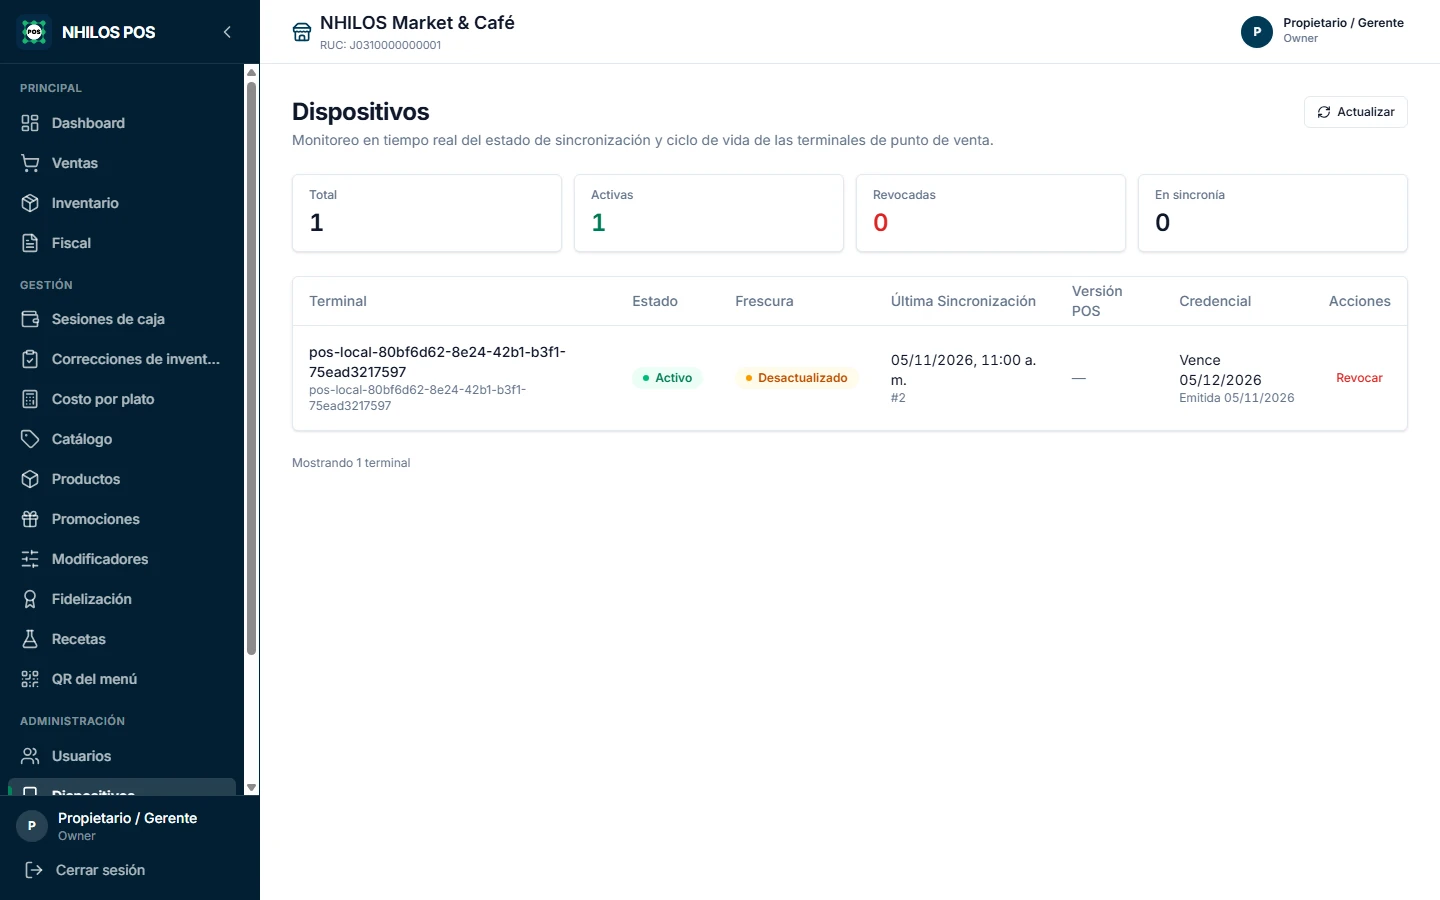 POS
NHILOS POS
PRINCIPAL
Dashboard
Ventas
Inventario
Fiscal
GESTIÓN
Sesiones de caja
Correcciones de invent...
Costo por plato
Catálogo
Productos
Promociones
Modificadores
Fidelización
Recetas
QR del menú
ADMINISTRACIÓN
Usuarios
Dispositivos
P
Propietario / Gerente
Owner
Cerrar sesión
NHILOS Market & Café
RUC: J0310000000001
P
Propietario / Gerente
Owner
Dispositivos
Monitoreo en tiempo real del estado de sincronización y ciclo de vida de las terminales de punto de venta.
Actualizar
Total
1
Activas
1
Revocadas
0
En sincronía
0
Terminal
Estado
Frescura
Última Sincronización
Versión
POS
Credencial
Acciones
pos-local-80bf6d62-8e24-42b1-b3f1-
75ead3217597
pos-local-80bf6d62-8e24-42b1-b3f1-
75ead3217597
Activo
Desactualizado
05/11/2026, 11:00 a.
m.
#2
—
Vence
05/12/2026
Emitida 05/11/2026
Revocar
Mostrando 1 terminal